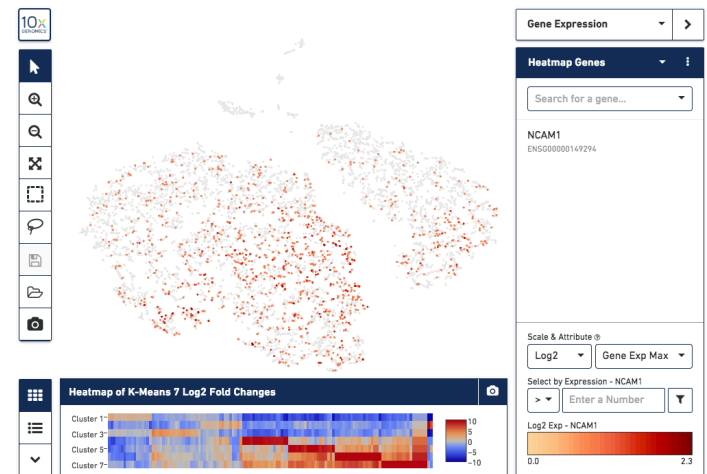 10x
GENOMICS
Gene Expression
Heatmap Genes
Search for a gene...
NCAM1
ENSG00000149294
Scale & Attribute
Log2
Gene Exp Max
Select by Expression - NCAM1
>
Enter a Number
Log2 Exp - NCAM1
0.0 2.3
Heatmap of K-Means 7 Log2 Fold Changes
Cluster 1
Cluster 3
Cluster 5
Cluster 7
10
5
0
−5
−10